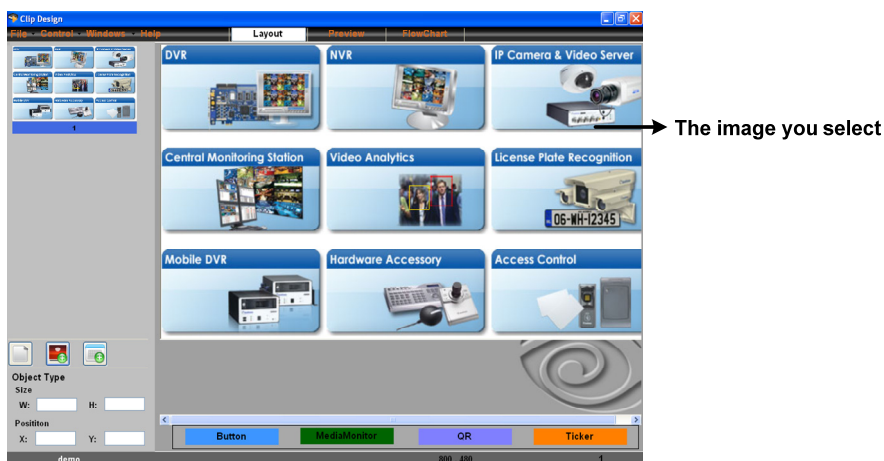 Clip Design
File - Control - Windows - Help
Layout
Preview
FlowChart
DVR
NVR
IP Camera & Video Server
The image you select
Central Monitoring Station
Video Analytics
License Plate Recognition
06-WH-12345
Mobile DVR
Hardware Accessory
Access Control
1
Object Type
Size
W: H:
Posititon
X: Y:
Button
MediaMonitor
QR
Ticker
demo
800 480
1